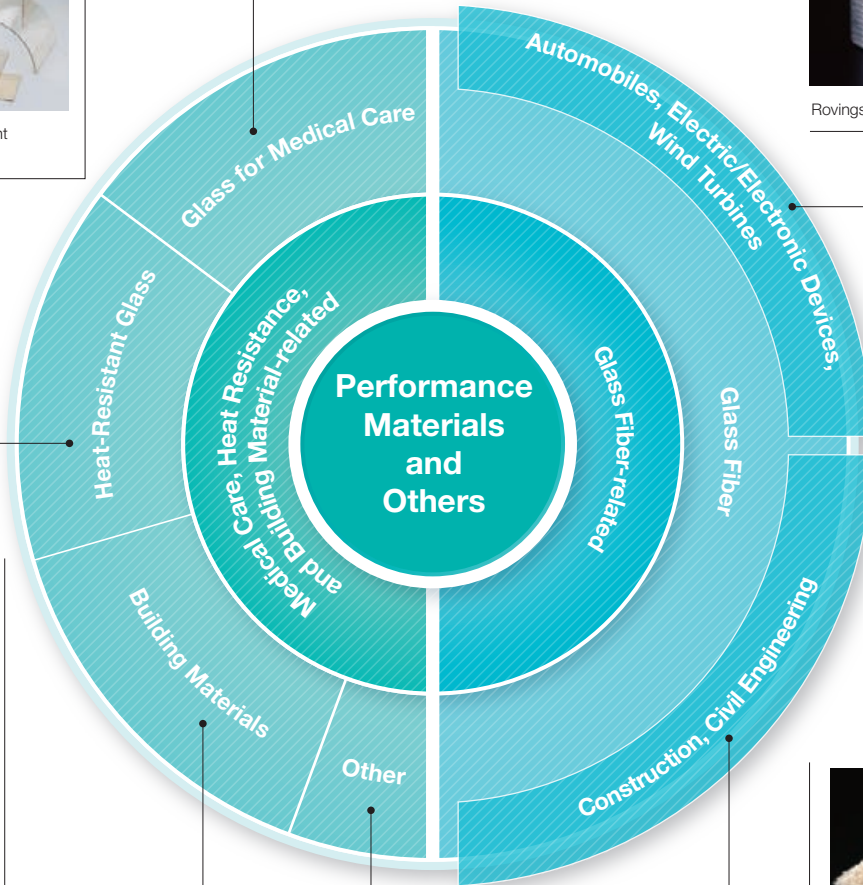 nt
Rovings
Glass for Medical Care
Automobiles, Electric/Electronic Devices,
Wind Turbines
Heat-Resistant Glass
Medical Care, Heat Resistance,
and Building Material-related
Performance
Materials
and
Others
Glass Fiber-related
Glass Fiber
Building Materials
Other
Construction, Civil Engineering